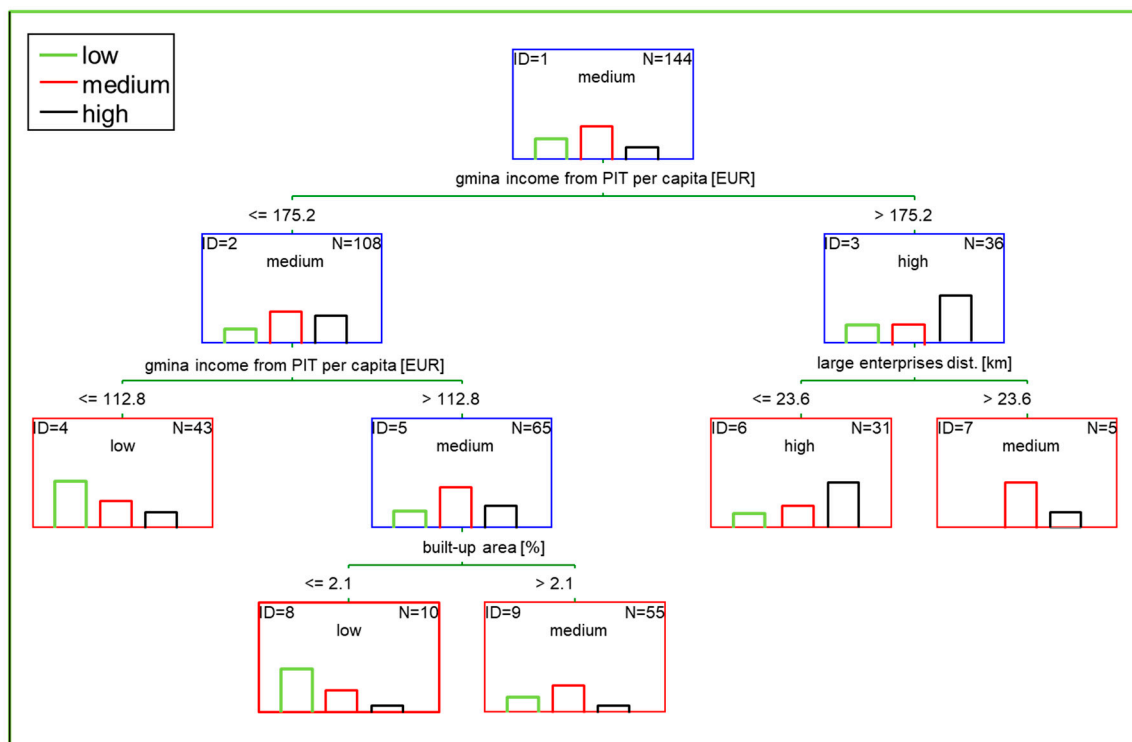 low
medium
high
ID=1 N=144
medium
gmina income from PIT per capita [EUR]
<= 175.2 > 175.2
ID=2 N=108
medium
ID=3 N=36
high
gmina income from PIT per capita [EUR]
large enterprises dist. [km]
<= 112.8 > 112.8
<= 23.6 > 23.6
ID=4 N=43
low
ID=5 N=65
medium
ID=6 N=31
high
ID=7 N=5
medium
built-up area [%]
<= 2.1 > 2.1
ID=8 N=10
low
ID=9 N=55
medium